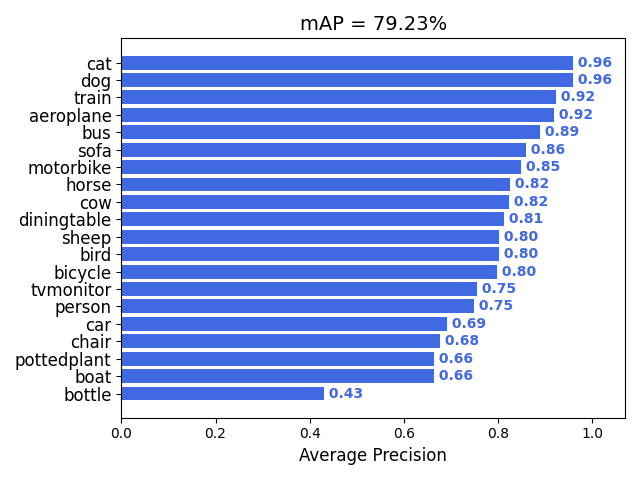 mAP = 79.23%
cat 0.96
dog 0.96
train 0.92
aeroplane 0.92
bus 0.89
sofa 0.86
motorbike 0.85
horse 0.82
cow 0.82
diningtable 0.81
sheep 0.80
bird 0.80
bicycle 0.80
tvmonitor 0.75
person 0.75
car 0.69
chair 0.68
pottedplant 0.66
boat 0.66
bottle 0.43
0.0 0.2 0.4 0.6 0.8 1.0
Average Precision